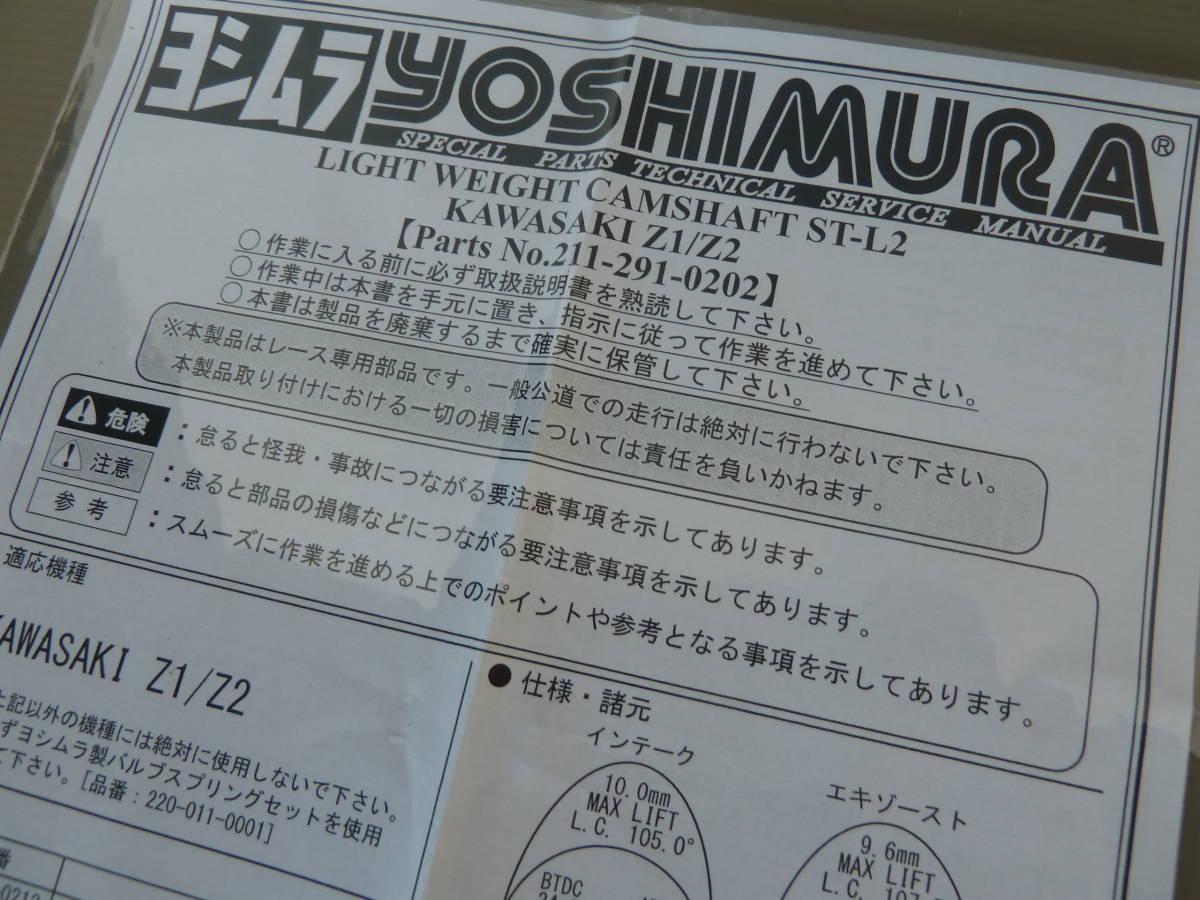 ヨシムラ YOSHIMURA®
SPECIAL PARTS TECHNICAL SERVICE MANUAL
LIGHT WEIGHT CAMSHAFT ST-L2
KAWASAKI Z1/Z2
【Parts No.211-291-0202】
○作業に入る前に必ず取扱説明書を熟読して下さい。
○作業中は本書を手元に置き、指示に従って作業を進めて下さい。
○本書は製品を廃棄するまで確実に保管して下さい。
※本製品はレース専用部品です。一般公道での走行は絶対に行わないで下さい。
本製品取り付けにおける一切の損害については責任を負いかねます。
危険：怠ると怪我・事故につながる要注意事項を示してあります。
注意：怠ると部品の損傷などにつながる要注意事項を示してあります。
参考：スムーズに作業を進める上でのポイントや参考となる事項を示してあります。
適応機種
KAWASAKI Z1/Z2
上記以外の機種には絶対に使用しないで下さい。
ずヨシムラ製バルブスプリングセットを使用
て下さい。[品番：220-011-0001]
番
●仕様・諸元
インテーク
10.0mm
MAX LIFT
L.C. 105.0°
BTDC
エキゾースト
9.6mm
MAX LIFT
L.C.